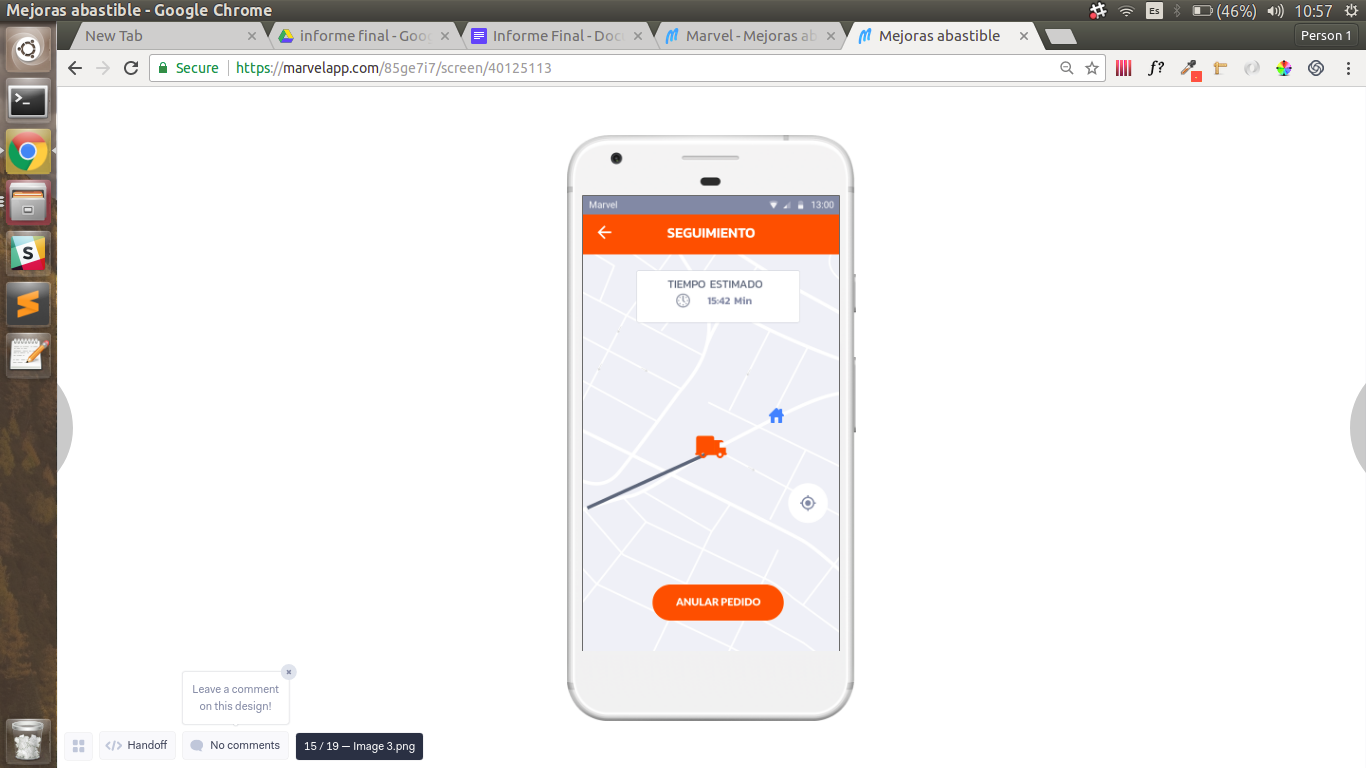 Mejoras abastible - Google Chrome
Es
(46%)
10:57
New Tab
informe final - Goo
Informe Final - Doc
Marvel - Mejoras ab
Mejoras abastible
Person 1
Secure
https://marvelapp.com/85ge7i7/screen/40125113
f?
Marvel
13:00
SEGUIMIENTO
TIEMPO ESTIMADO
15:42 Min
ANULAR PEDIDO
Leave a comment
on this design!
Handoff
No comments
15 / 19 — Image 3.png